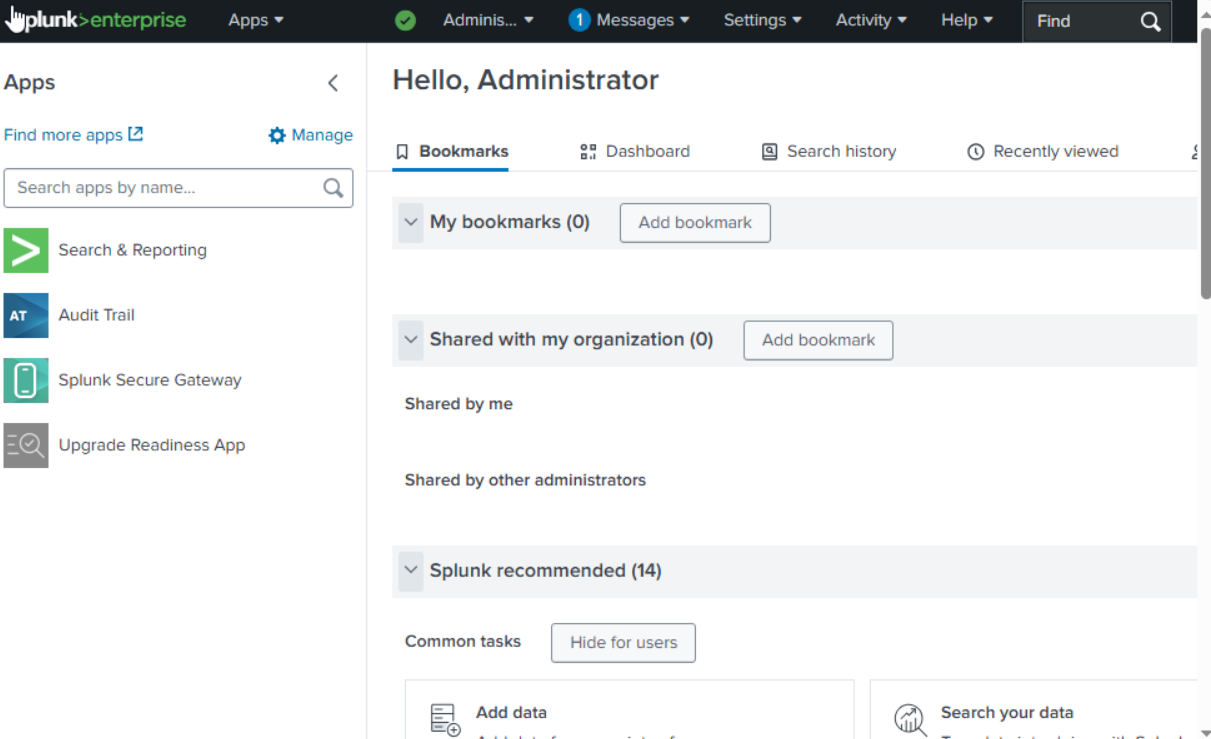 plunk>enterprise Apps Adminis... 1 Messages Settings Activity Help Find
Apps
Find more apps Manage
Search apps by name...
Search & Reporting
AT Audit Trail
Splunk Secure Gateway
Upgrade Readiness App
Hello, Administrator
Bookmarks Dashboard Search history Recently viewed
My bookmarks (0) Add bookmark
Shared with my organization (0) Add bookmark
Shared by me
Shared by other administrators
Splunk recommended (14)
Common tasks Hide for users
Add data
Search your data